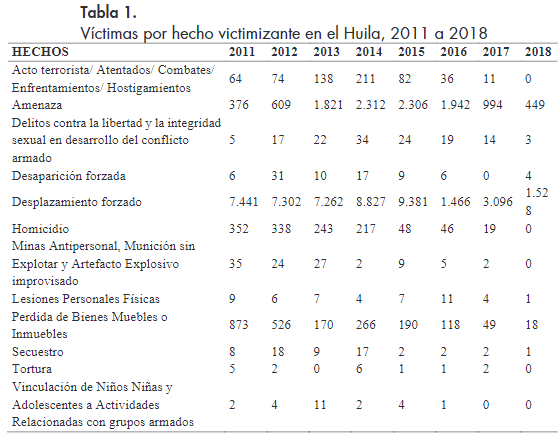 Tabla 1.
Víctimas por hecho victimizante en el Huila, 2011 a 2018
HECHOS 2011 2012 2013 2014 2015 2016 2017 2018
Acto terrorista/ Atentados/ Combates/
Enfrentamientos/ Hostigamientos 64 74 138 211 82 36 11 0
Amenaza 376 609 1.821 2.312 2.306 1.942 994 449
Delitos contra la libertad y la integridad
sexual en desarrollo del conflicto 5 17 22 34 24 19 14 3
armado
Desaparición forzada 6 31 10 17 9 6 0 4
Desplazamiento forzado 7.441 7.302 7.262 8.827 9.381 1.466 3.096 1.52
8
Homicidio 352 338 243 217 48 46 19 0
Minas Antipersonal, Munición sin
Explotar y Artefacto Explosivo 35 24 27 2 9 5 2 0
improvisado
Lesiones Personales Físicas 9 6 7 4 7 11 4 1
Perdida de Bienes Muebles o
Inmuebles 873 526 170 266 190 118 49 18
Secuestro 8 18 9 17 2 2 2 1
Tortura 5 2 0 6 1 1 2 0
Vinculación de Niños Niñas y
Adolescentes a Actividades 2 4 11 2 4 1 0 0
Relacionadas con grupos armados